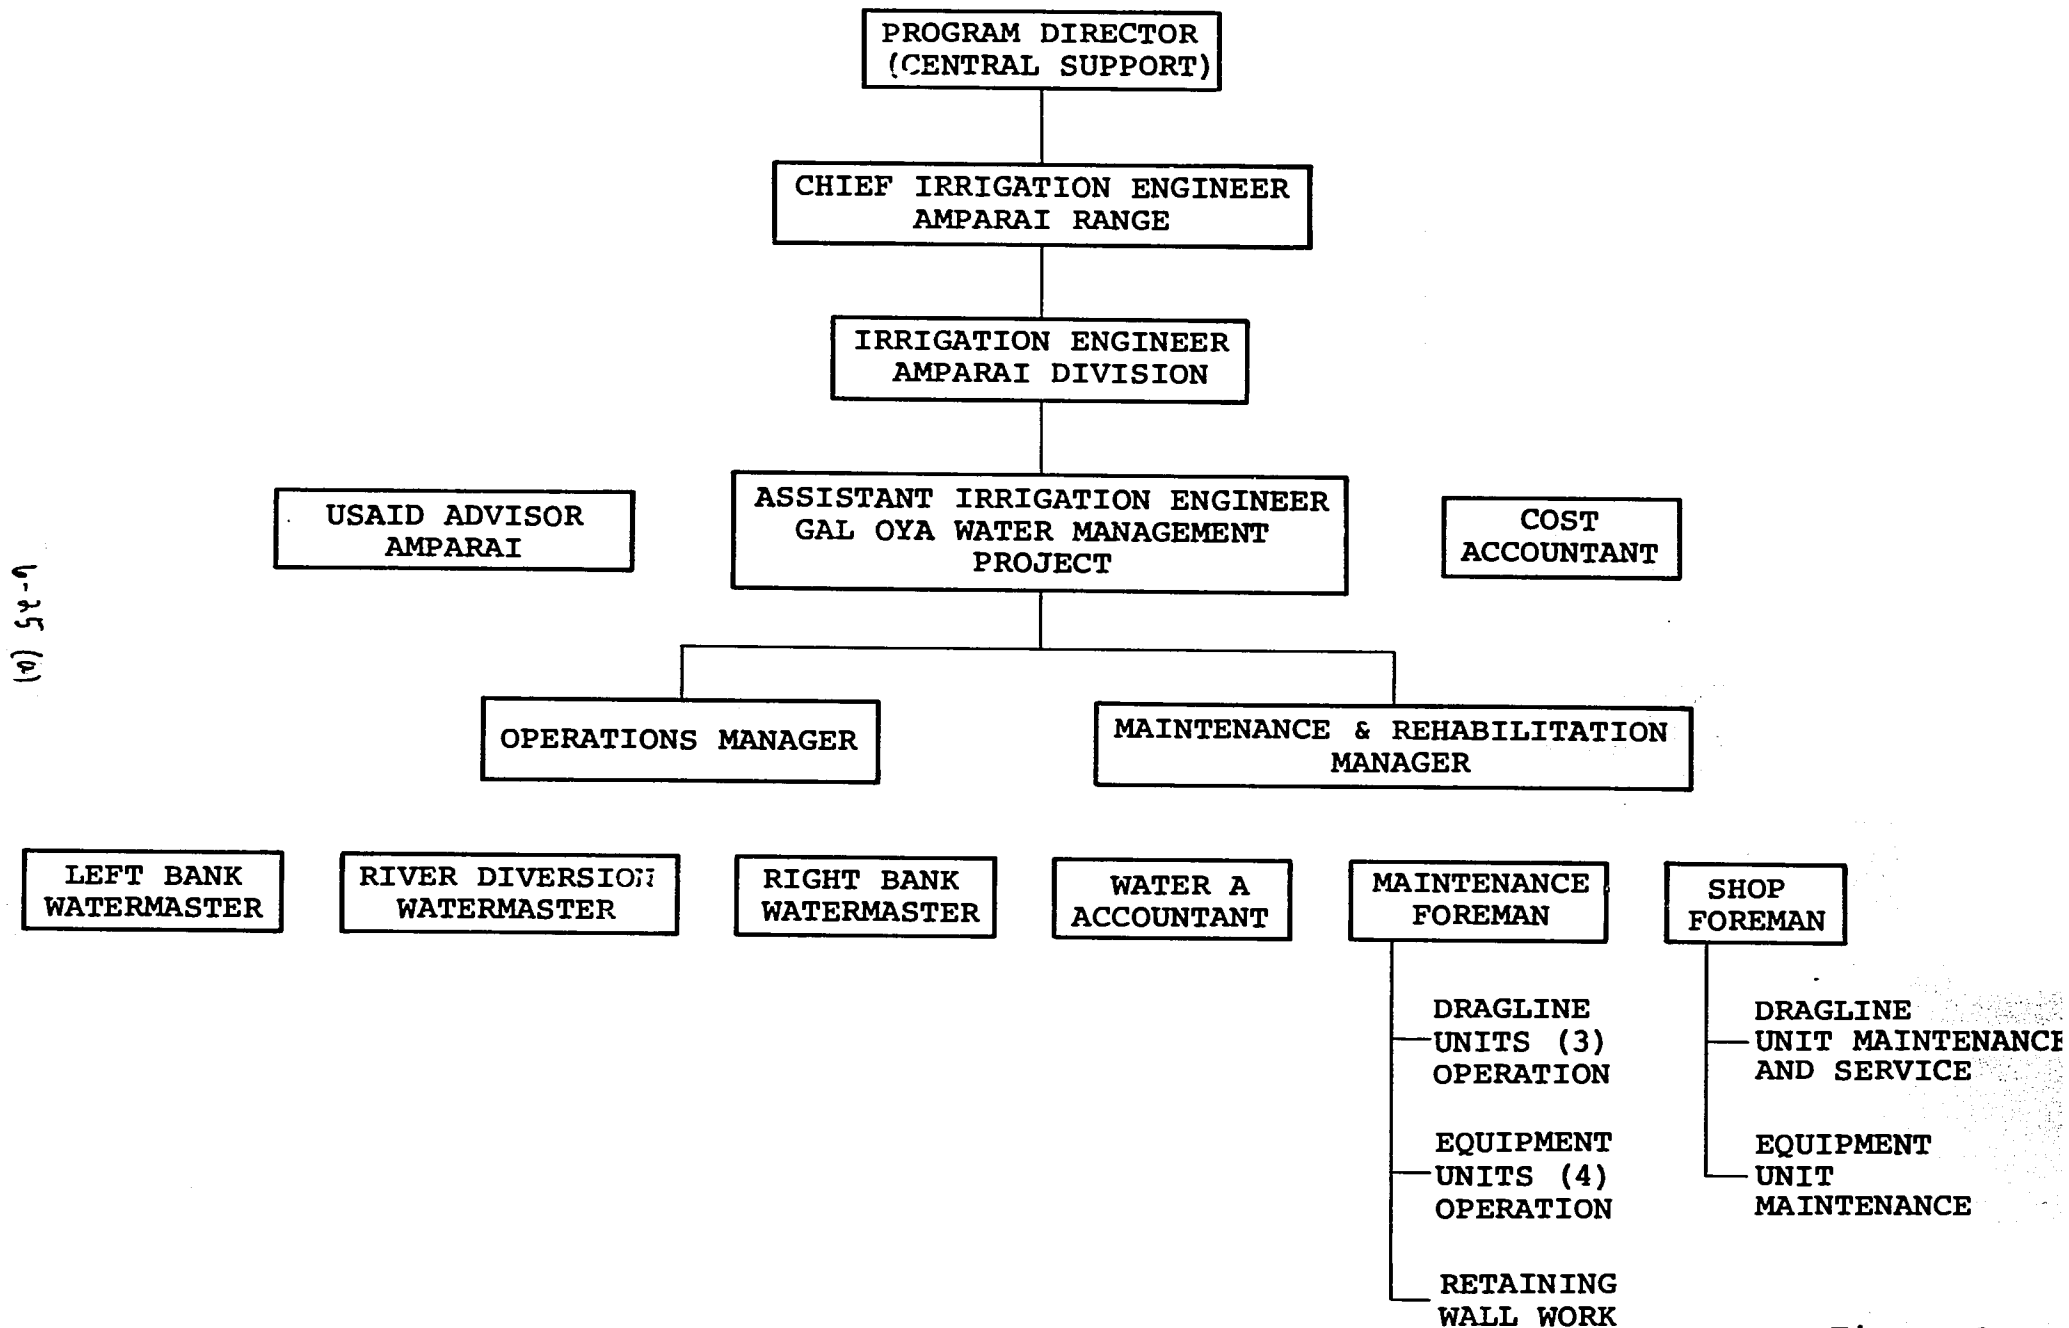 PROGRAM DIRECTOR
(CENTRAL SUPPORT)
CHIEF IRRIGATION ENGINEER
AMPARAI RANGE
IRRIGATION ENGINEER
AMPARAI DIVISION
USAID ADVISOR
AMPARAI
ASSISTANT IRRIGATION ENGINEER
GAL OYA WATER MANAGEMENT
PROJECT
COST
ACCOUNTANT
6-25 (a)
OPERATIONS MANAGER
MAINTENANCE & REHABILITATION
MANAGER
LEFT BANK
WATERMASTER
RIVER DIVERSION
WATERMASTER
RIGHT BANK
WATERMASTER
WATER A
ACCOUNTANT
MAINTENANCE
FOREMAN
SHOP
FOREMAN
DRAGLINE
UNITS (3)
OPERATION
EQUIPMENT
UNITS (4)
OPERATION
RETAINING
WALL WORK
DRAGLINE
UNIT MAINTENANCE
AND SERVICE
EQUIPMENT
UNIT
MAINTENANCE